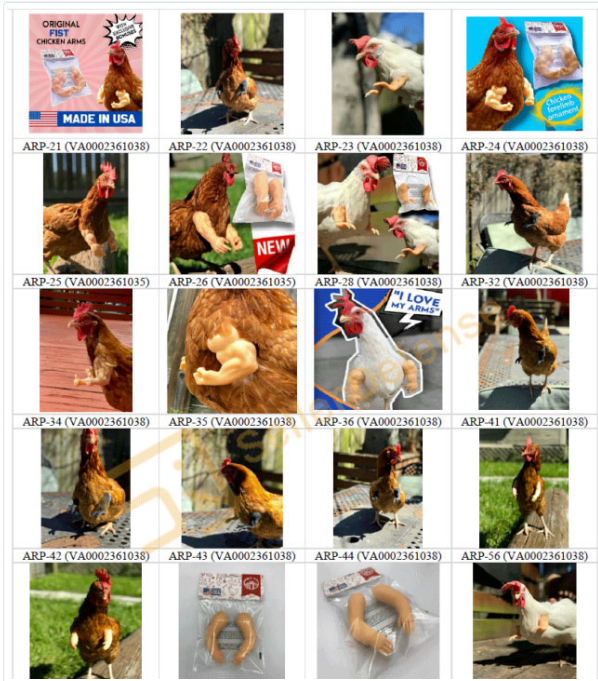 ORIGINAL
FIST
CHICKEN ARMS
WITH
EXCLUSIVE
BONUSES
MADE IN USA
Chicken
forelimb
ornament
ARP-21 (VA0002361038)
ARP-22 (VA0002361038)
ARP-23 (VA0002361038)
ARP-24 (VA0002361038)
NEW
ARP-25 (VA0002361035)
ARP-26 (VA0002361035)
ARP-28 (VA0002361038)
ARP-32 (VA0002361038)
"I LOVE
MY ARMS"
ARP-34 (VA0002361038)
ARP-35 (VA0002361038)
ARP-36 (VA0002361038)
ARP-41 (VA0002361038)
ARP-42 (VA0002361038)
ARP-43 (VA0002361038)
ARP-44 (VA0002361038)
ARP-56 (VA0002361038)